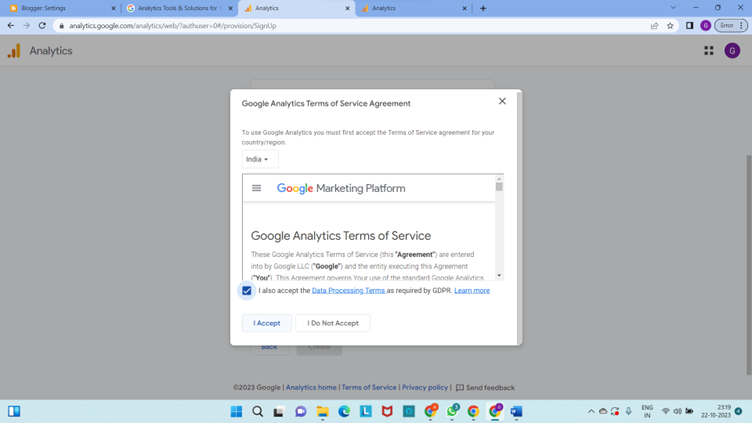 Blogger: Settings
Analytics Tools & Solutions for
Analytics
Analytics
analytics.google.com/analytics/web/?authuser=0#/provision/SignUp
G
Error
Analytics
G
Google Analytics Terms of Service Agreement
To use Google Analytics you must first accept the Terms of Service agreement for your
country/region.
India
Google Marketing Platform
Google Analytics Terms of Service
These Google Analytics Terms of Service (this "Agreement") are entered
into by Google LLC ("Google") and the entity executing this Agreement
("You"). This Agreement governs Your use of the standard Google Analytics
I also accept the Data Processing Terms as required by GDPR. Learn more
I Accept
I Do Not Accept
Back
Create
©2023 Google | Analytics home | Terms of Service | Privacy policy | Send feedback
ENG
IN
23:19
22-10-2023